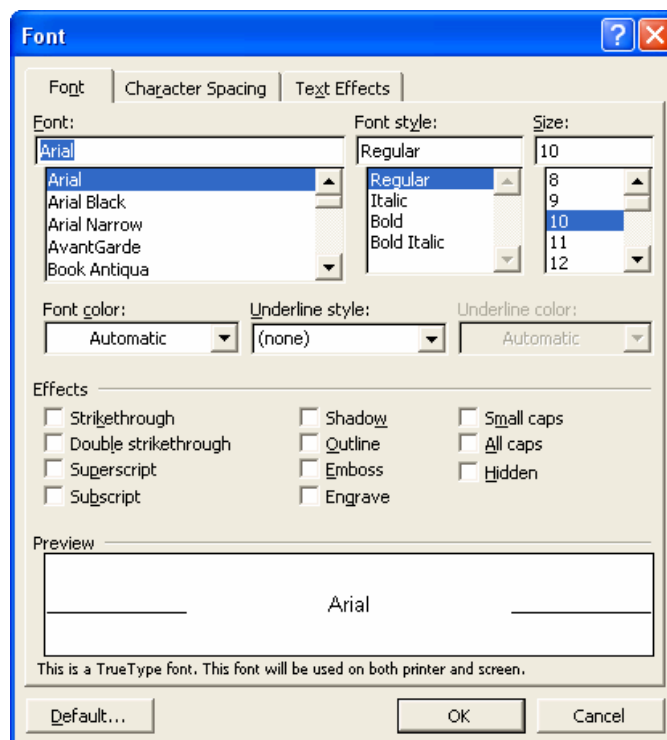 Font
Font Character Spacing Text Effects
Font: Font style: Size:
Arial Regular 10
Arial Regular 8
Arial Black Italic 9
Arial Narrow Bold 10
AvantGarde Bold Italic 11
Book Antiqua 12
Font color: Underline style: Underline color:
Automatic (none) Automatic
Effects
Strikethrough Shadow Small caps
Double strikethrough Outline All caps
Superscript Emboss Hidden
Subscript Engrave
Preview
Arial
This is a TrueType font. This font will be used on both printer and screen.
Default... OK Cancel